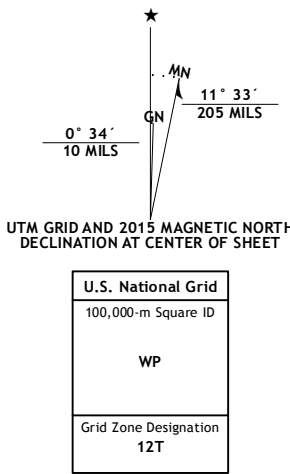 MN
11° 33´
205 MILS
GN
0° 34´
10 MILS
UTM GRID AND 2015 MAGNETIC NORTH
DECLINATION AT CENTER OF SHEET
U.S. National Grid
100,000-m Square ID
WP
Grid Zone Designation
12T